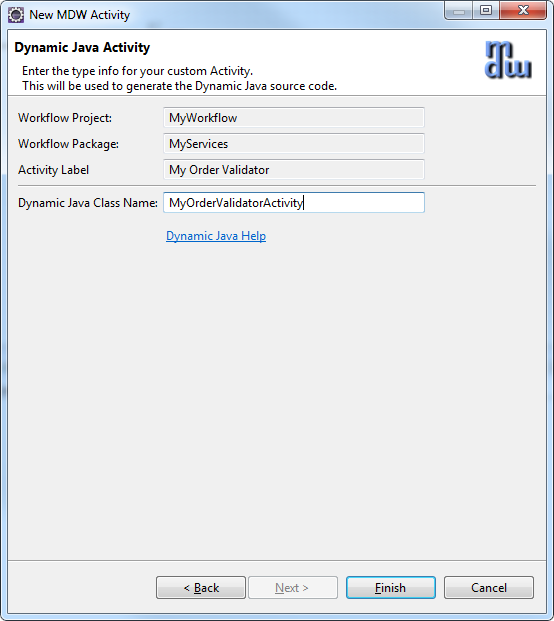 New MDW Activity
Dynamic Java Activity
Enter the type info for your custom Activity.
This will be used to generate the Dynamic Java source code.
mdw
Workflow Project: MyWorkflow
Workflow Package: MyServices
Activity Label My Order Validator
Dynamic Java Class Name: MyOrderValidatorActivity
Dynamic Java Help
< Back Next > Finish Cancel